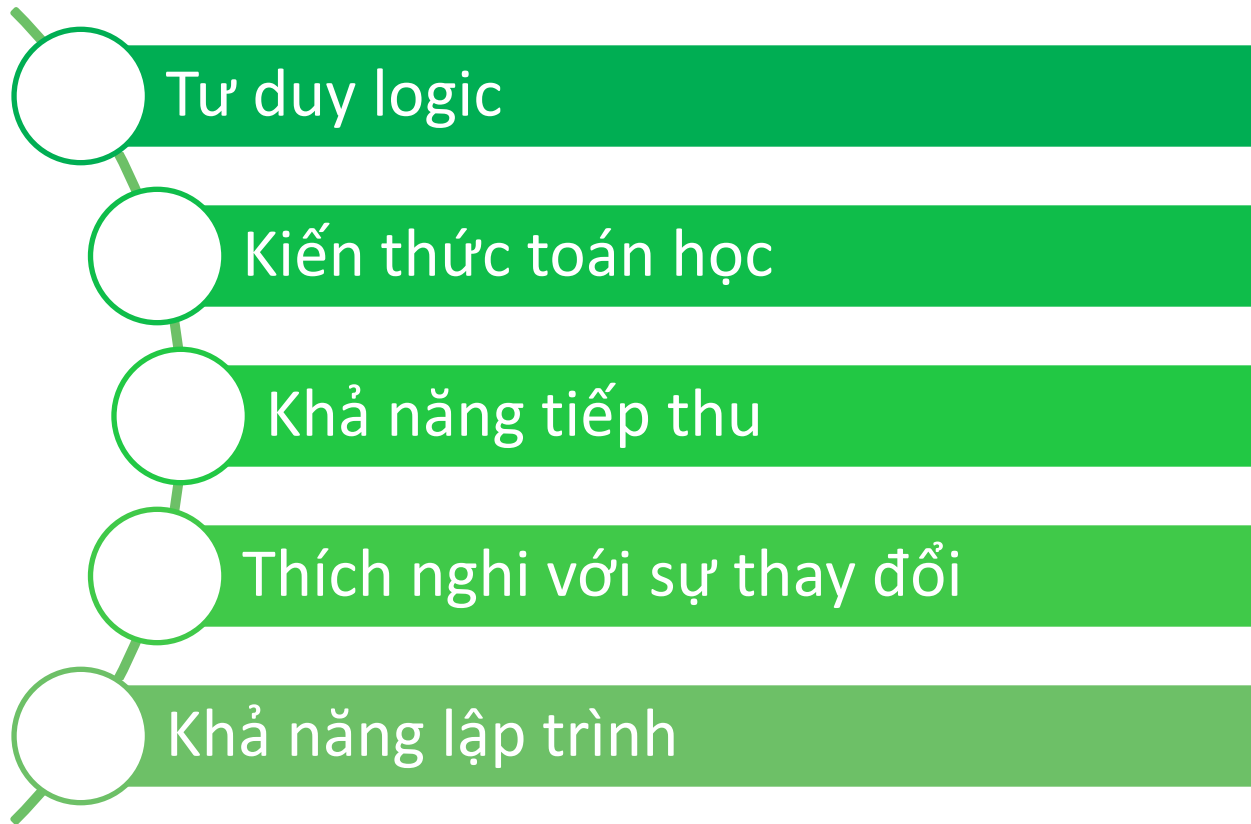 Tư duy logic
Kiến thức toán học
Khả năng tiếp thu
Thích nghi với sự thay đổi
Khả năng lập trình